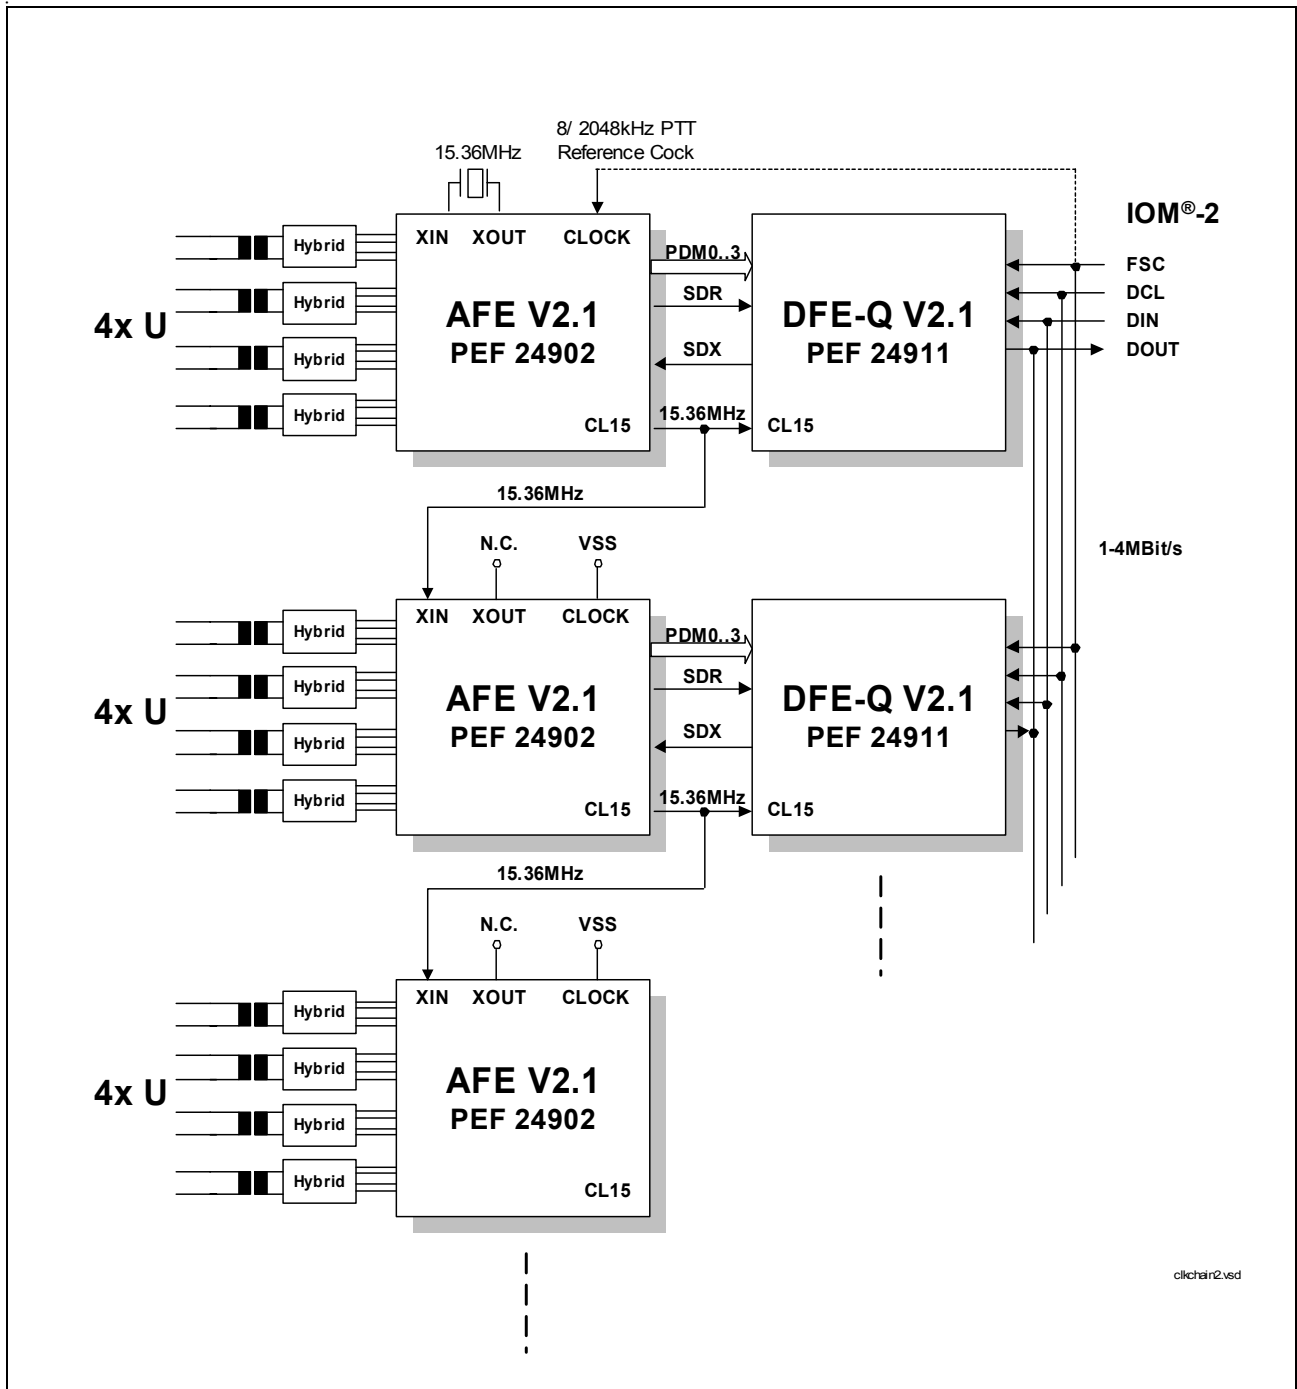 8/ 2048kHz PTT
Reference Cock
15.36MHz
IOM®-2
XIN XOUT CLOCK
Hybrid
PDM0..3
FSC
DCL
Hybrid
SDR
4x U
AFE V2.1
DFE-Q V2.1
DIN
PEF 24902
PEF 24911
DOUT
Hybrid
SDX
Hybrid
CL15
15.36MHz
CL15
15.36MHz
N.C.
VSS
1-4MBit/s
XIN XOUT CLOCK
Hybrid
PDM0..3
Hybrid
SDR
4x U
AFE V2.1
DFE-Q V2.1
PEF 24902
PEF 24911
Hybrid
SDX
Hybrid
CL15
15.36MHz
CL15
15.36MHz
N.C.
VSS
XIN XOUT CLOCK
Hybrid
Hybrid
4x U
AFE V2.1
PEF 24902
Hybrid
Hybrid
CL15
clkchain2.vsd